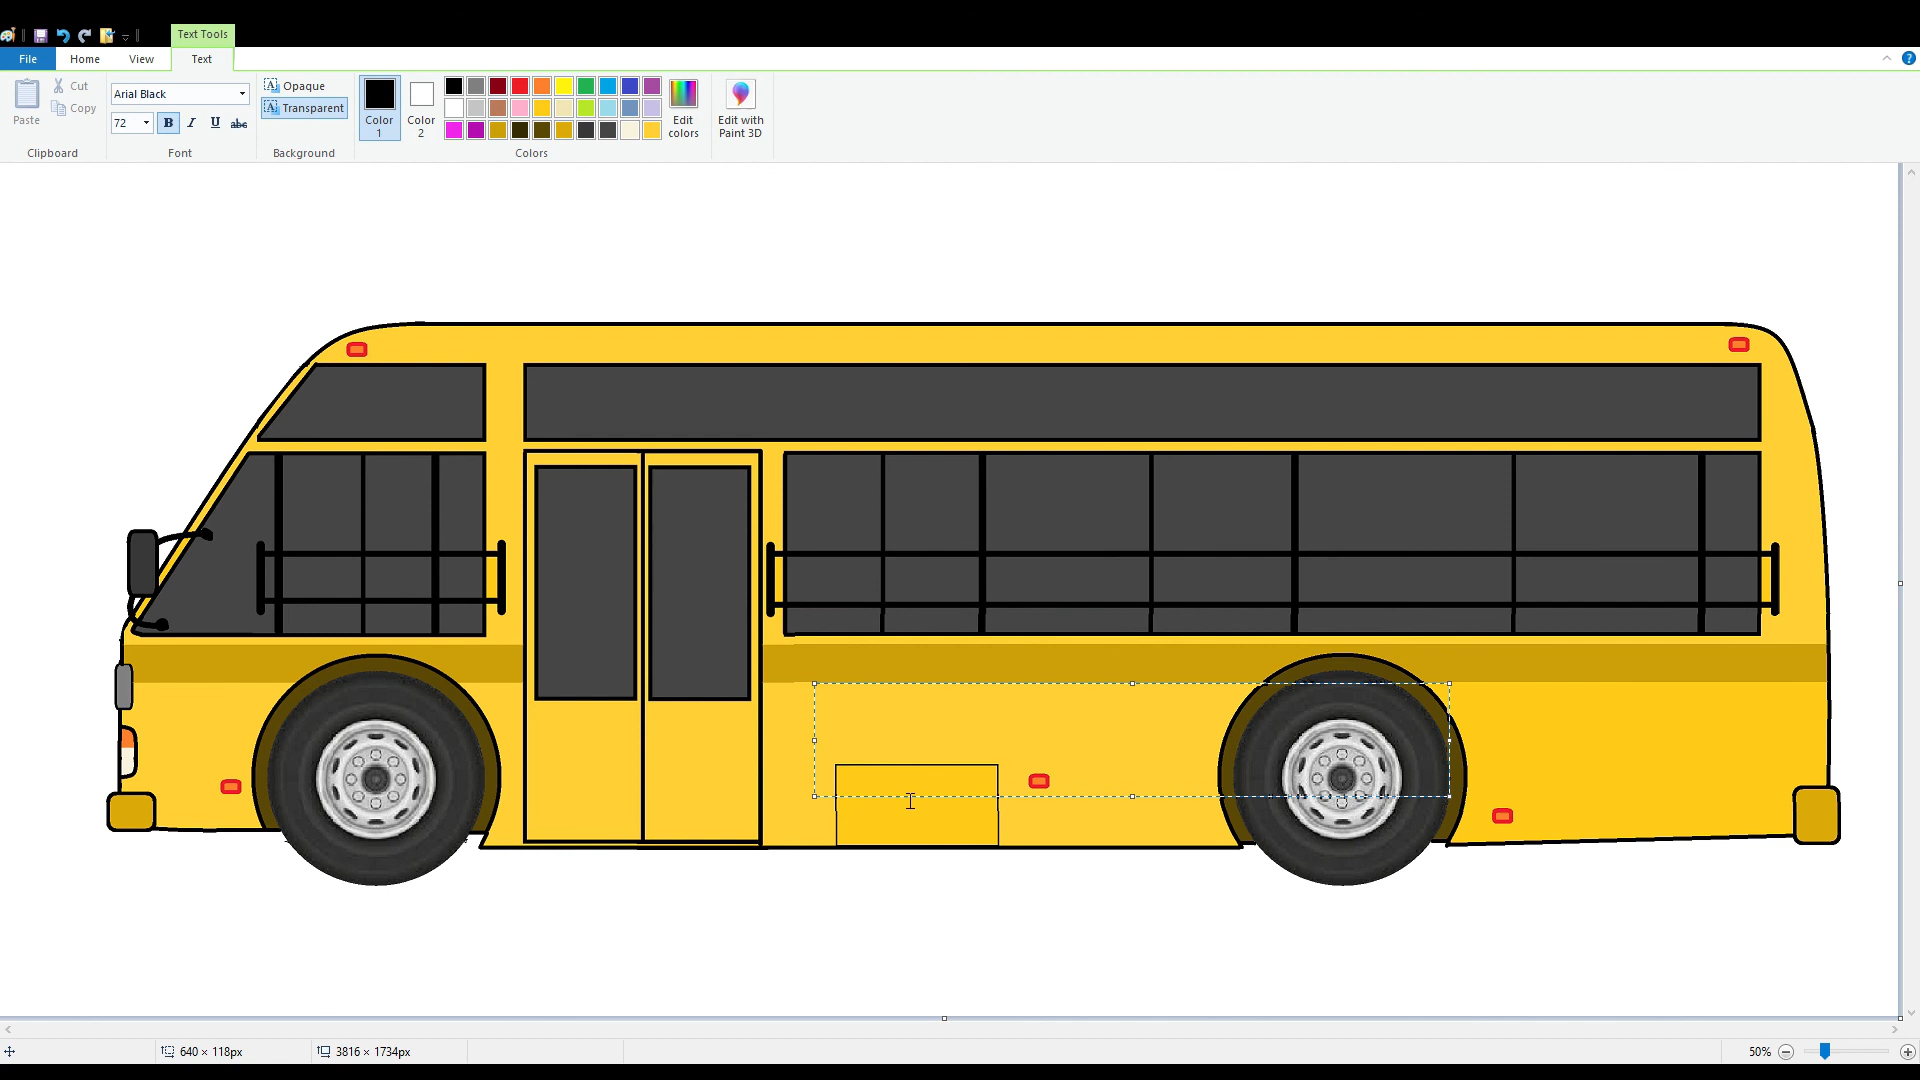 Text Tools
File Home View Text
Paste
Cut
Copy
Clipboard
Arial Black
72 B I U abc
Font
Opaque
Transparent
Background
Color 1
Color 2
Edit colors
Colors
Edit with Paint 3D
640 × 118px
3816 × 1734px
50%